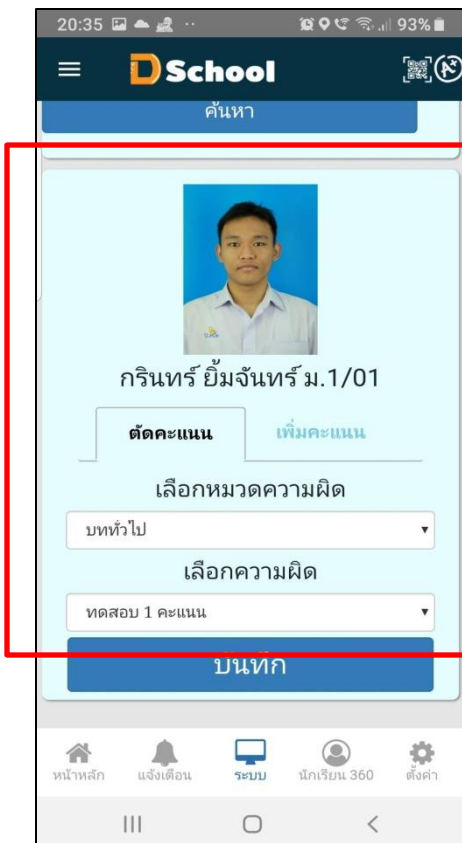 20:35
93%
DSchool
A+
ค้นหา
กรินทร์ ยิ้มจันทร์ ม.1/01
ตัดคะแนน
เพิ่มคะแนน
เลือกหมวดความผิด
บททั่วไป
เลือกความผิด
ทดสอบ 1 คะแนน
บันทึก
หน้าหลัก
แจ้งเตือน
ระบบ
นักเรียน 360
ตั้งค่า